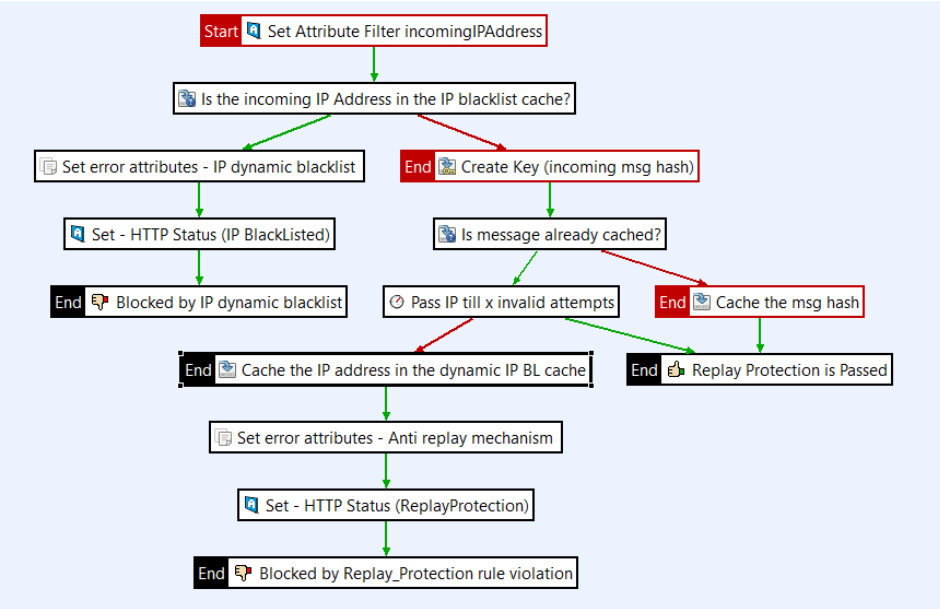 Start Set Attribute Filter incomingIPAddress
Is the incoming IP Address in the IP blacklist cache?
Set error attributes - IP dynamic blacklist
End Create Key (incoming msg hash)
Set - HTTP Status (IP BlackListed)
Is message already cached?
End Blocked by IP dynamic blacklist
Pass IP till x invalid attempts
End Cache the msg hash
End Cache the IP address in the dynamic IP BL cache
End Replay Protection is Passed
Set error attributes - Anti replay mechanism
Set - HTTP Status (ReplayProtection)
End Blocked by Replay_Protection rule violation